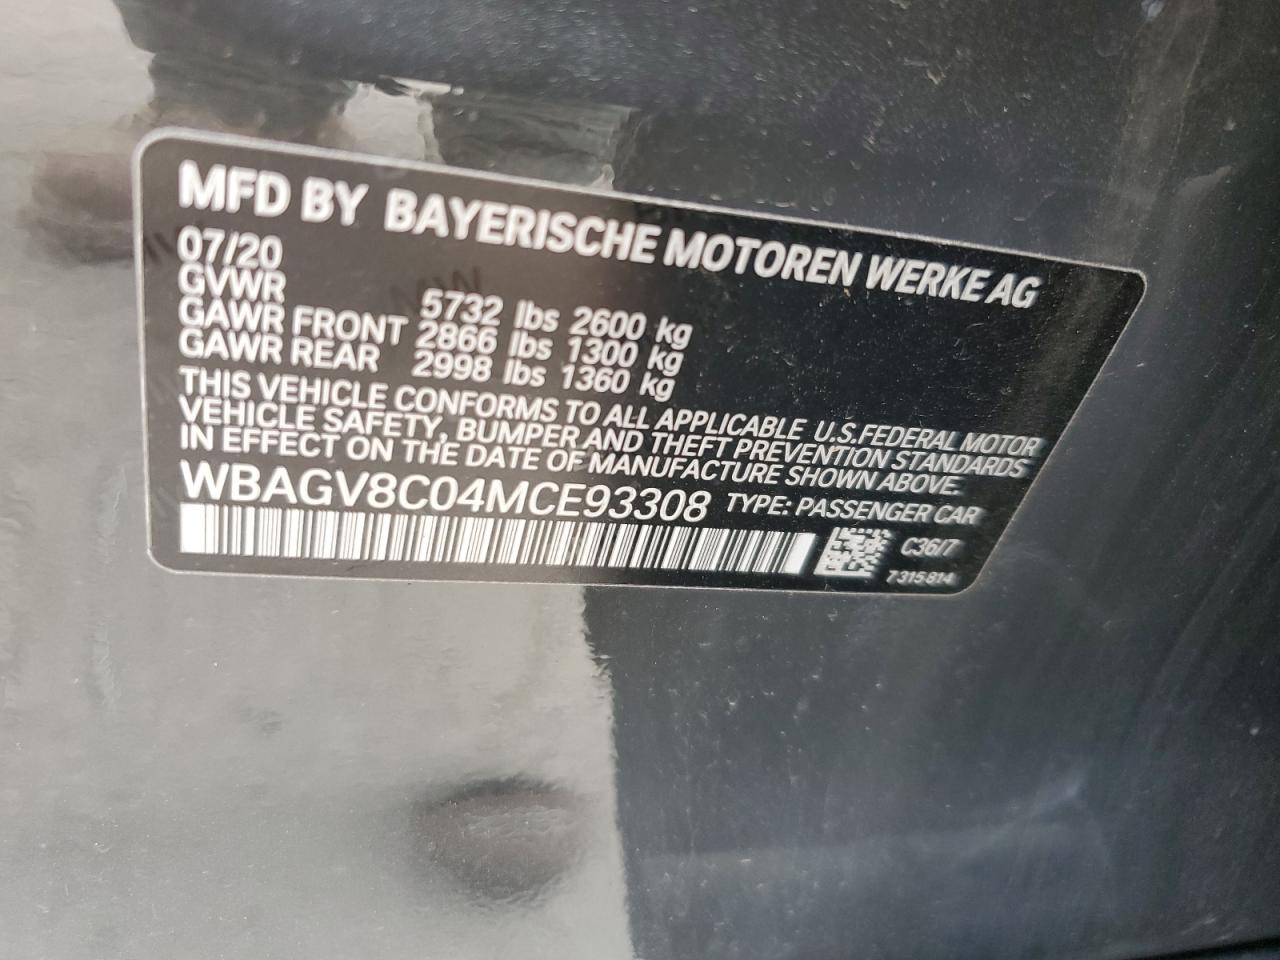 MFD BY BAYERISCHE MOTOREN WERKE AG
07/20
GVWR 5732 lbs 2600 kg
GAWR FRONT 2866 lbs 1300 kg
GAWR REAR 2998 lbs 1360 kg
THIS VEHICLE CONFORMS TO ALL APPLICABLE U.S.FEDERAL MOTOR
VEHICLE SAFETY, BUMPER AND THEFT PREVENTION STANDARDS
IN EFFECT ON THE DATE OF MANUFACTURE SHOWN ABOVE.
WBAGV8C04MCE93308 TYPE: PASSENGER CAR
C36/7
7315814